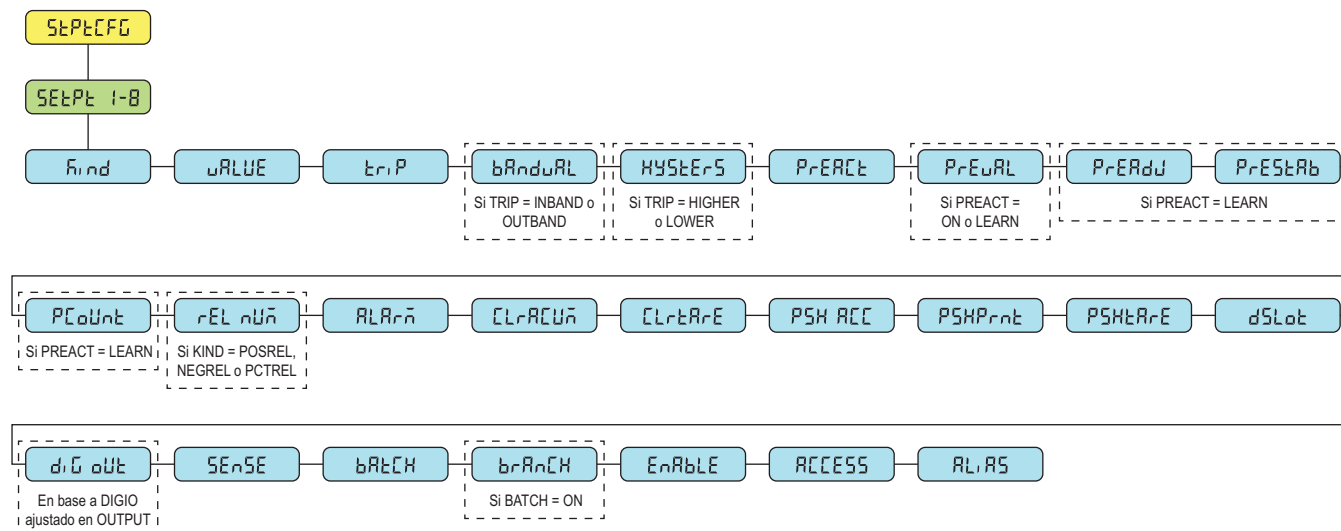 StPtCFG
SEtPt 1-8
Kind
vALUE
triP
bAndvAL
HYStErS
PrEACt
PrEvAL
PrEAdJ
PrEStAb
Si TRIP = INBAND o
OUTBAND
Si TRIP = HIGHER
o LOWER
Si PREACT =
ON o LEARN
Si PREACT = LEARN
PCoUnt
rEL nUM
ALArM
CLrACUM
CLrtArE
PSH ACC
PSHPrnt
PSHtArE
dSLot
Si PREACT = LEARN
Si KIND = POSREL,
NEGREL o PCTREL
diG oUt
SEnSE
bAtCH
brAnCH
EnAbLE
ACCESS
ALiAS
En base a DIGIO
ajustado en OUTPUT
Si BATCH = ON